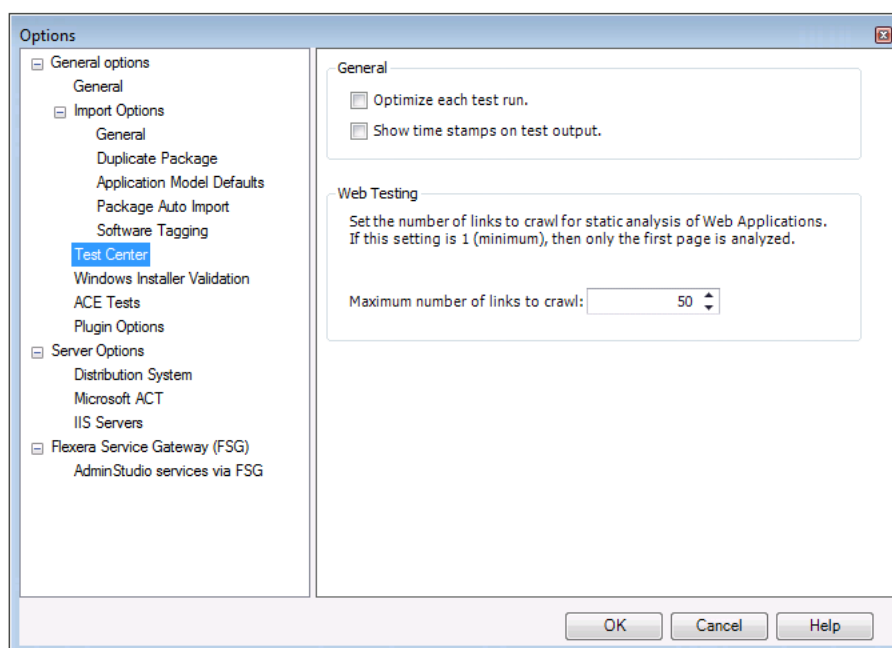 Options
General options
General
Import Options
General
Duplicate Package
Application Model Defaults
Package Auto Import
Software Tagging
Test Center
Windows Installer Validation
ACE Tests
Plugin Options
Server Options
Distribution System
Microsoft ACT
IIS Servers
Flexera Service Gateway (FSG)
AdminStudio services via FSG
General
Optimize each test run.
Show time stamps on test output.
Web Testing
Set the number of links to crawl for static analysis of Web Applications.
If this setting is 1 (minimum), then only the first page is analyzed.
Maximum number of links to crawl: 50
OK Cancel Help